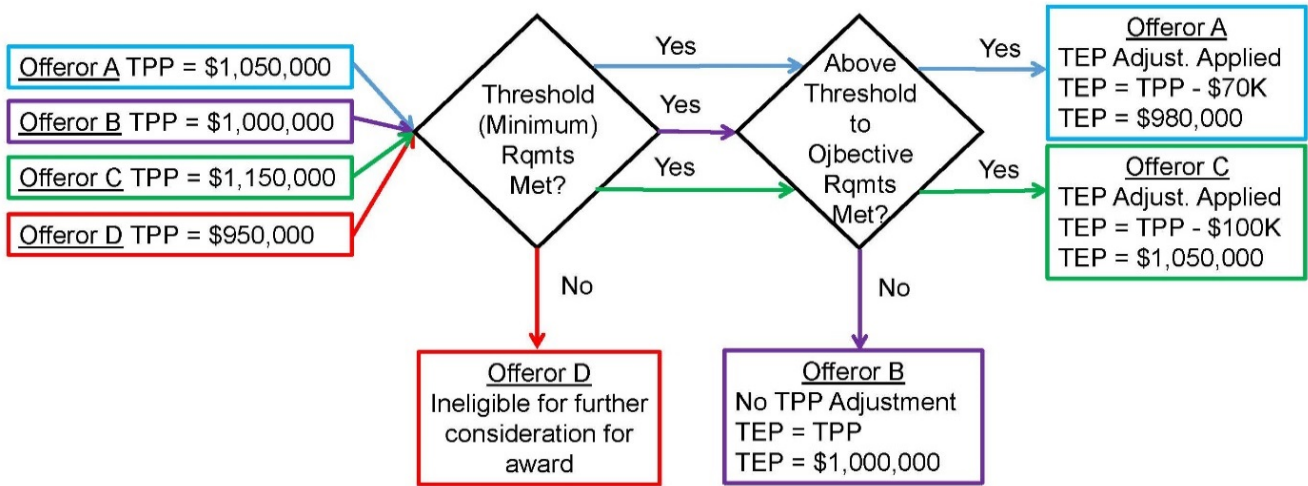 Offeror A TPP = $1,050,000
Offeror B TPP = $1,000,000
Offeror C TPP = $1,150,000
Offeror D TPP = $950,000
Threshold
(Minimum)
Rqmts
Met?
Yes
Yes
Yes
No
Above
Threshold
to
Ojbective
Rqmts
Met?
Yes
Yes
No
Offeror A
TEP Adjust. Applied
TEP = TPP - $70K
TEP = $980,000
Offeror C
TEP Adjust. Applied
TEP = TPP - $100K
TEP = $1,050,000
Offeror D
Ineligible for further
consideration for
award
Offeror B
No TPP Adjustment
TEP = TPP
TEP = $1,000,000